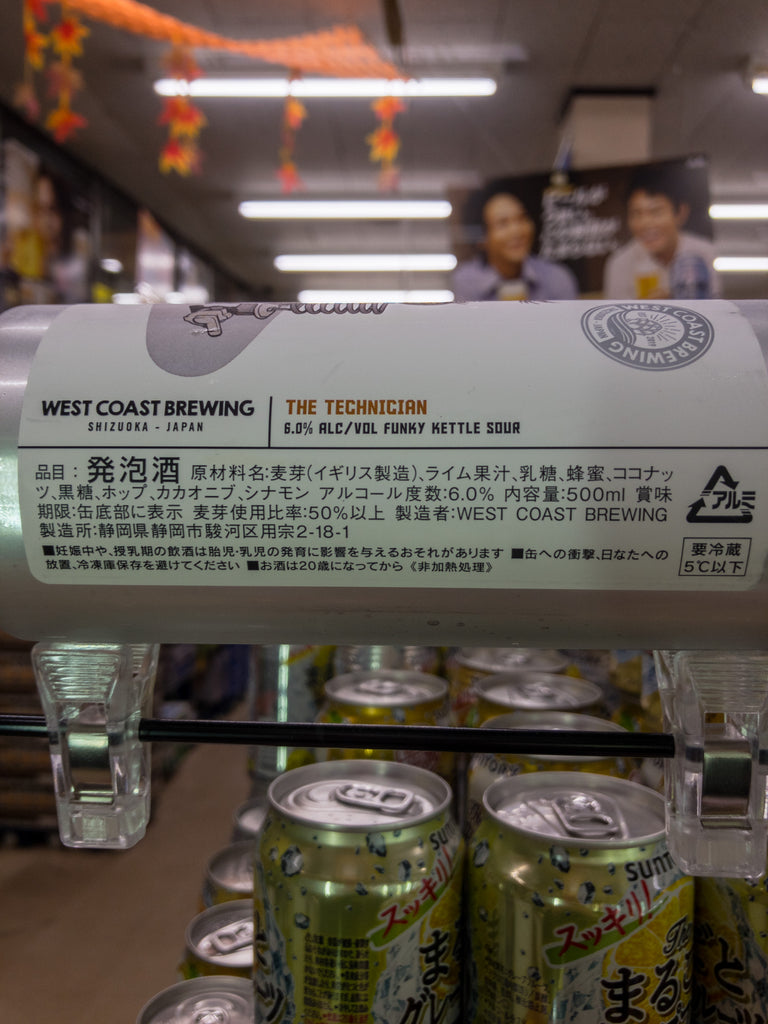 WEST COAST BREWING
WEST COAST BREWING
SHIZUOKA - JAPAN
THE TECHNICIAN
6.0% ALC/VOL FUNKY KETTLE SOUR
品目：発泡酒 原材料名:麦芽(イギリス製造)､ライム果汁､乳糖､蜂蜜､ココナッ
ツ､黒糖､ホップ､カカオニブ､シナモン アルコール度数:6.0% 内容量:500ml 賞味
期限:缶底部に表示 麦芽使用比率:50%以上 製造者:WEST COAST BREWING
製造所:静岡県静岡市駿河区用宗2-18-1
■妊娠中や､授乳期の飲酒は胎児･乳児の発育に影響を与えるおそれがあります ■缶への衝撃､日なたへの
放置､冷凍庫保存を避けてください ■お酒は20歳になってから《非加熱処理》
アルミ
要冷蔵
5℃以下
スッキリ!
スッキリ!